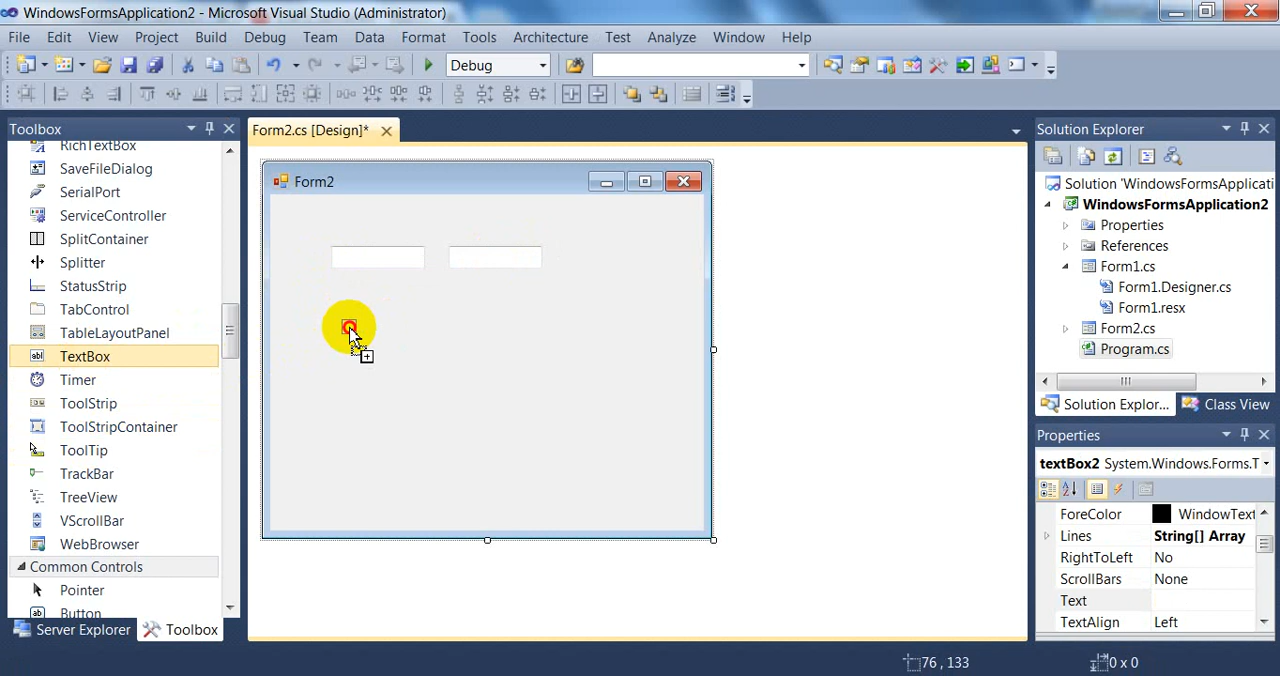 WindowsFormsApplication2 - Microsoft Visual Studio (Administrator)
File Edit View Project Build Debug Team Data Format Tools Architecture Test Analyze Window Help
Debug
Toolbox
RichTextBox
SaveFileDialog
SerialPort
ServiceController
SplitContainer
Splitter
StatusStrip
TabControl
TableLayoutPanel
TextBox
Timer
ToolStrip
ToolStripContainer
ToolTip
TrackBar
TreeView
VScrollBar
WebBrowser
Common Controls
Pointer
Button
Server Explorer Toolbox
Form2.cs [Design]*
Form2
Solution Explorer
Solution 'WindowsFormsApplicati
WindowsFormsApplication2
Properties
References
Form1.cs
Form1.Designer.cs
Form1.resx
Form2.cs
Program.cs
Solution Explor... Class View
Properties
textBox2 System.Windows.Forms.T
ForeColor WindowText
Lines String[] Array
RightToLeft No
ScrollBars None
Text
TextAlign Left
76 , 133 0 x 0